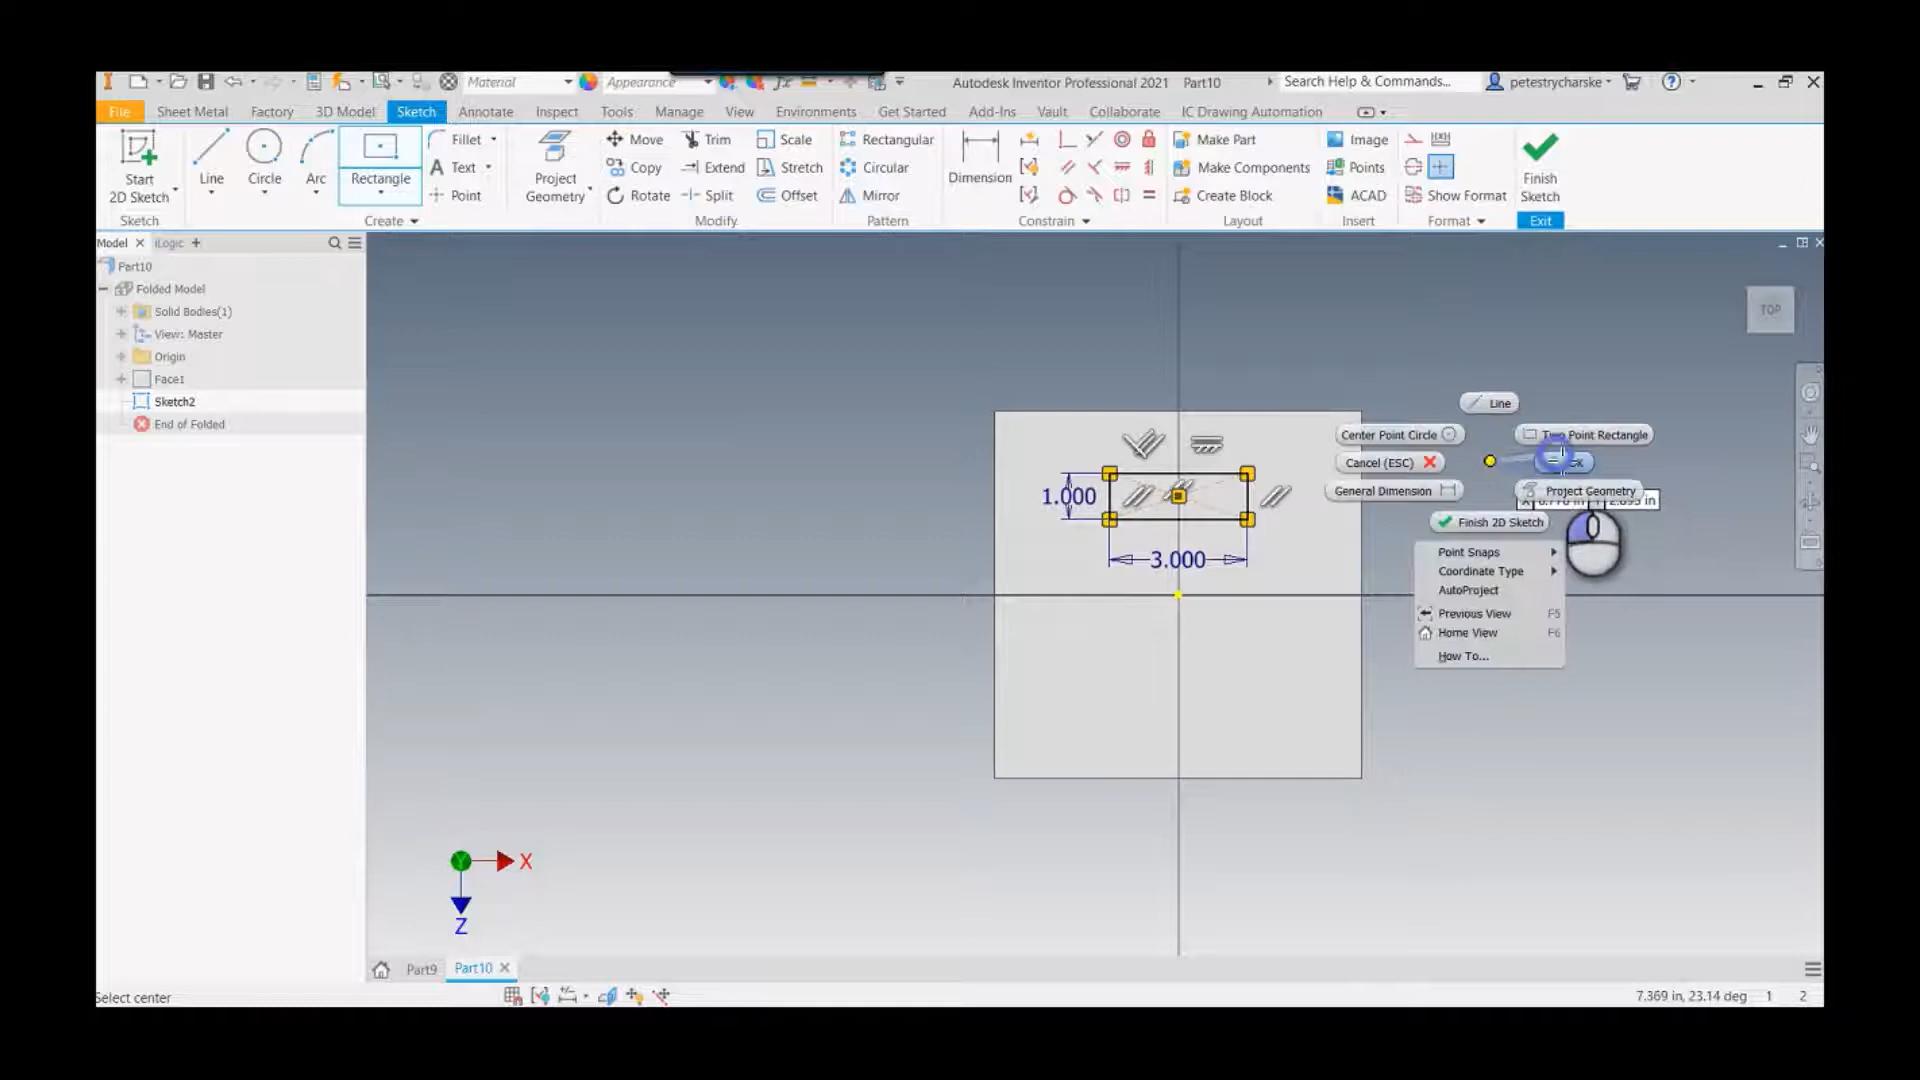 Material
Appearance
Autodesk Inventor Professional 2021 Part10
Search Help & Commands...
petestrycharske
File
Sheet Metal
Factory
3D Model
Sketch
Annotate
Inspect
Tools
Manage
View
Environments
Get Started
Add-Ins
Vault
Collaborate
IC Drawing Automation
Start
2D Sketch
Line
Circle
Arc
Rectangle
Fillet
Text
Point
Project
Geometry
Move
Copy
Rotate
Trim
Extend
Split
Scale
Stretch
Offset
Rectangular
Circular
Mirror
Dimension
Make Part
Make Components
Create Block
Image
Points
ACAD
Show Format
Finish
Sketch
Sketch
Create
Modify
Pattern
Constrain
Layout
Insert
Format
Exit
Model
iLogic
Part10
Folded Model
Solid Bodies(1)
View: Master
Origin
Face1
Sketch2
End of Folded
TOP
Line
Center Point Circle
Two Point Rectangle
Cancel (ESC)
General Dimension
Project Geometry
Finish 2D Sketch
Point Snaps
Coordinate Type
AutoProject
Previous View F5
Home View F6
How To...
1.000
3.000
X
Z
Part9
Part10
Select center
7.369 in, 23.14 deg 1 2